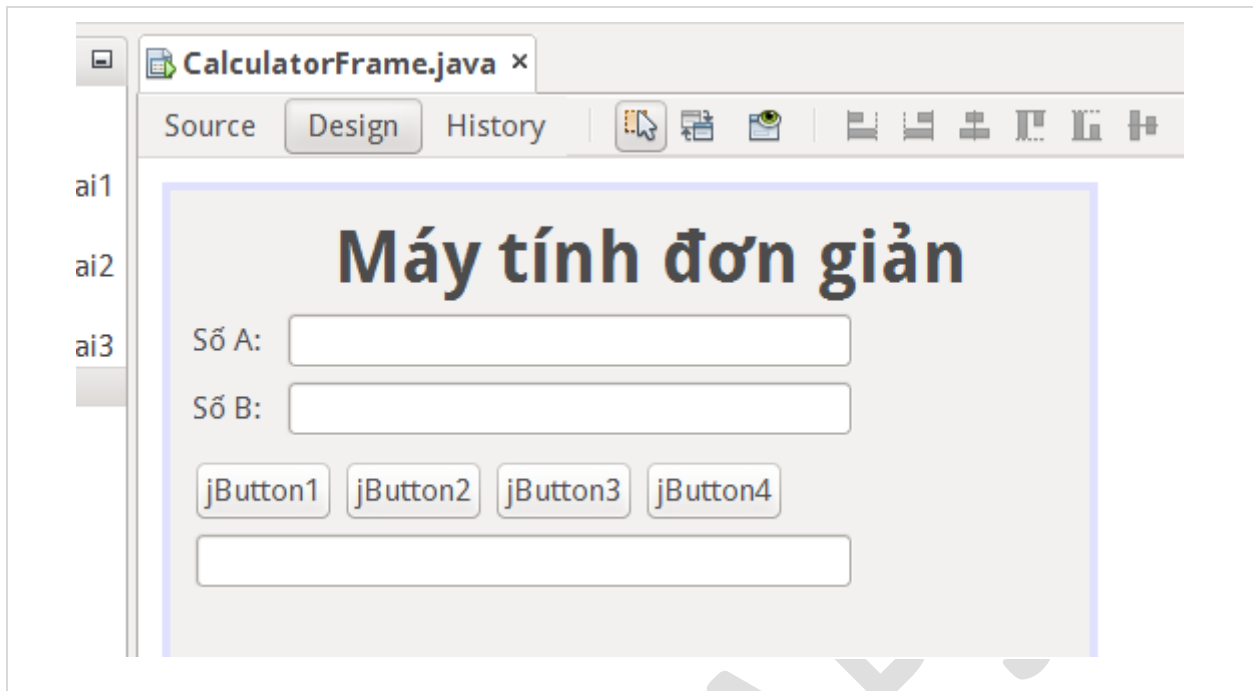 CalculatorFrame.java ×
Source Design History
ai1
ai2
ai3
Máy tính đơn giản
Số A:
Số B:
jButton1 jButton2 jButton3 jButton4